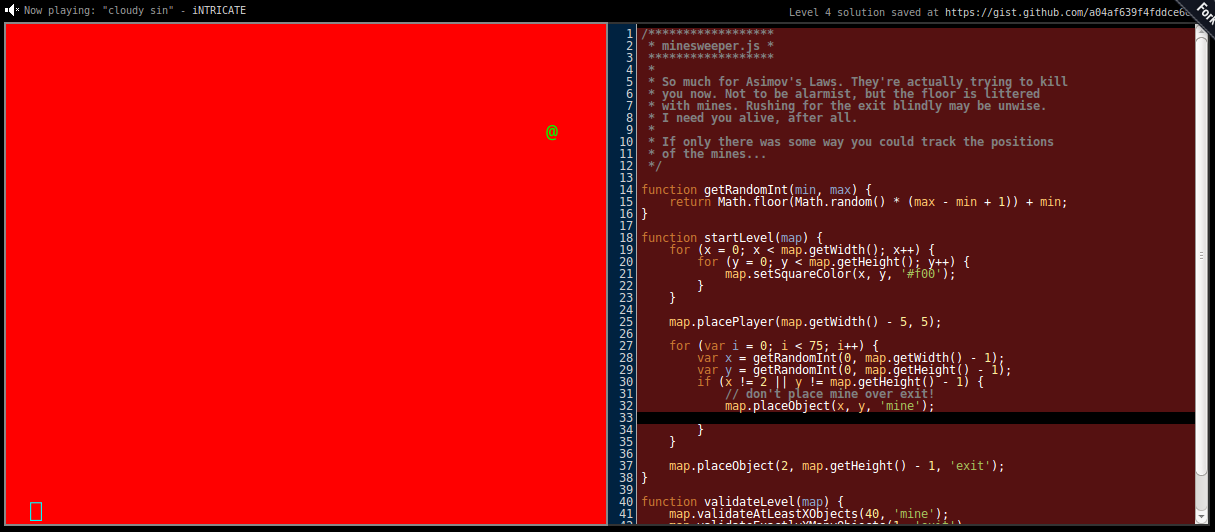 Now playing: "cloudy sin" - iNTRICATE
Level 4 solution saved at https://gist.github.com/a04af639f4fddce6
Fork
@
1 /******************
2 * minesweeper.js *
3 ******************
4 *
5 * So much for Asimov's Laws. They're actually trying to kill
6 * you now. Not to be alarmist, but the floor is littered
7 * with mines. Rushing for the exit blindly may be unwise.
8 * I need you alive, after all.
9 *
10 * If only there was some way you could track the positions
11 * of the mines...
12 */
13
14 function getRandomInt(min, max) {
15     return Math.floor(Math.random() * (max - min + 1)) + min;
16 }
17
18 function startLevel(map) {
19     for (x = 0; x < map.getWidth(); x++) {
20         for (y = 0; y < map.getHeight(); y++) {
21             map.setSquareColor(x, y, '#f00');
22         }
23     }
24
25     map.placePlayer(map.getWidth() - 5, 5);
26
27     for (var i = 0; i < 75; i++) {
28         var x = getRandomInt(0, map.getWidth() - 1);
29         var y = getRandomInt(0, map.getHeight() - 1);
30         if (x != 2 || y != map.getHeight() - 1) {
31             // don't place mine over exit!
32             map.placeObject(x, y, 'mine');
33
34         }
35     }
36
37     map.placeObject(2, map.getHeight() - 1, 'exit');
38 }
39
40 function validateLevel(map) {
41     map.validateAtLeastXObjects(40, 'mine');